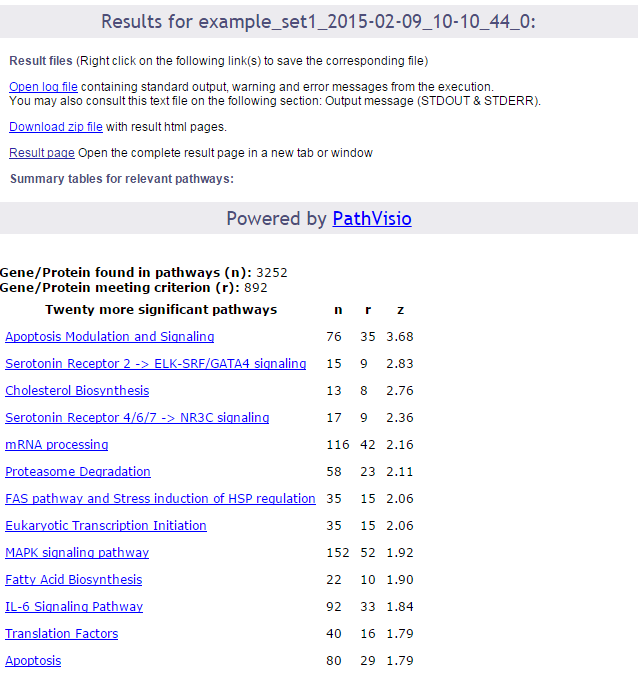 Results for example_set1_2015-02-09_10-10_44_0:
Result files (Right click on the following link(s) to save the corresponding file)
Open log file containing standard output, warning and error messages from the execution.
You may also consult this text file on the following section: Output message (STDOUT & STDERR).
Download zip file with result html pages.
Result page Open the complete result page in a new tab or window
Summary tables for relevant pathways:
Powered by PathVisio
Gene/Protein found in pathways (n): 3252
Gene/Protein meeting criterion (r): 892
Twenty more significant pathways n r z
Apoptosis Modulation and Signaling 76 35 3.68
Serotonin Receptor 2 -> ELK-SRF/GATA4 signaling 15 9 2.83
Cholesterol Biosynthesis 13 8 2.76
Serotonin Receptor 4/6/7 -> NR3C signaling 17 9 2.36
mRNA processing 116 42 2.16
Proteasome Degradation 58 23 2.11
FAS pathway and Stress induction of HSP regulation 35 15 2.06
Eukaryotic Transcription Initiation 35 15 2.06
MAPK signaling pathway 152 52 1.92
Fatty Acid Biosynthesis 22 10 1.90
IL-6 Signaling Pathway 92 33 1.84
Translation Factors 40 16 1.79
Apoptosis 80 29 1.79